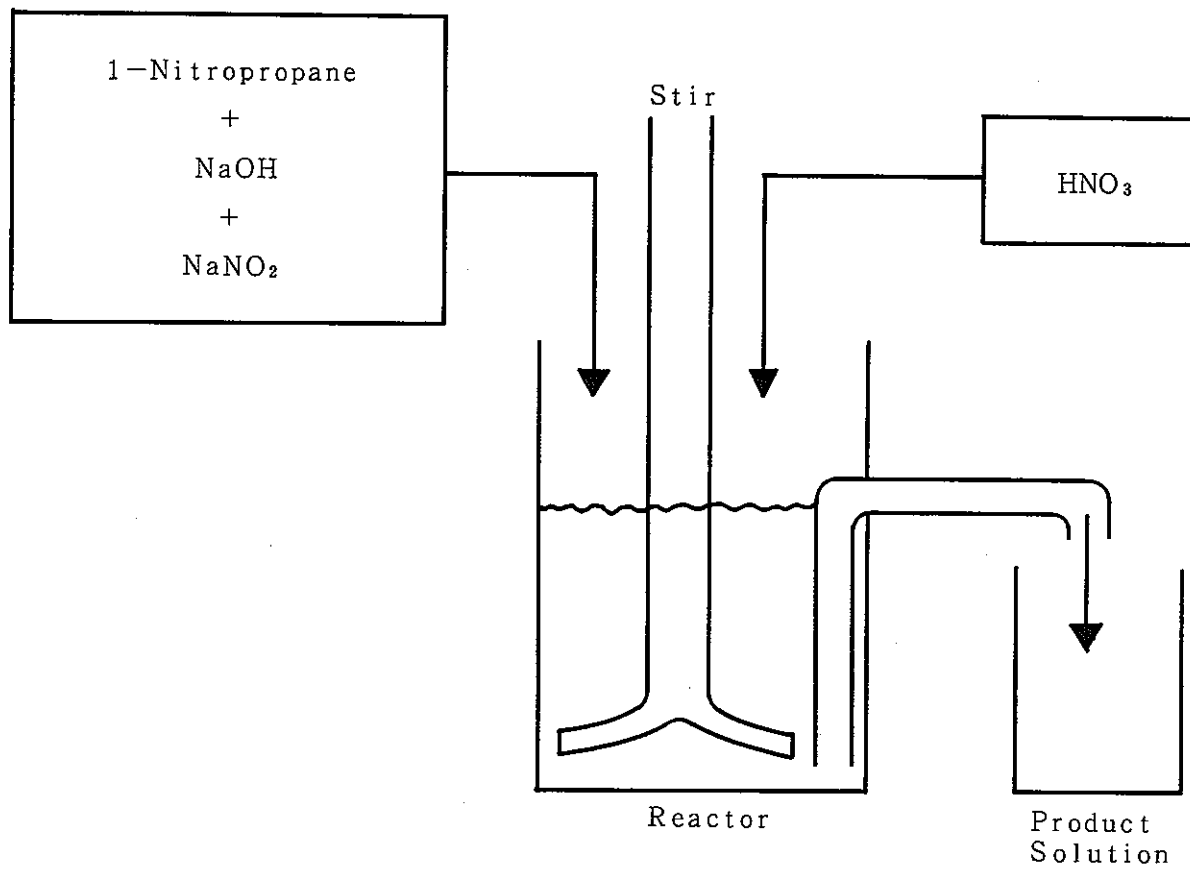 1-Nitropropane
+
NaOH
+
NaNO₂
Stir
HNO₃
Reactor
Product
Solution